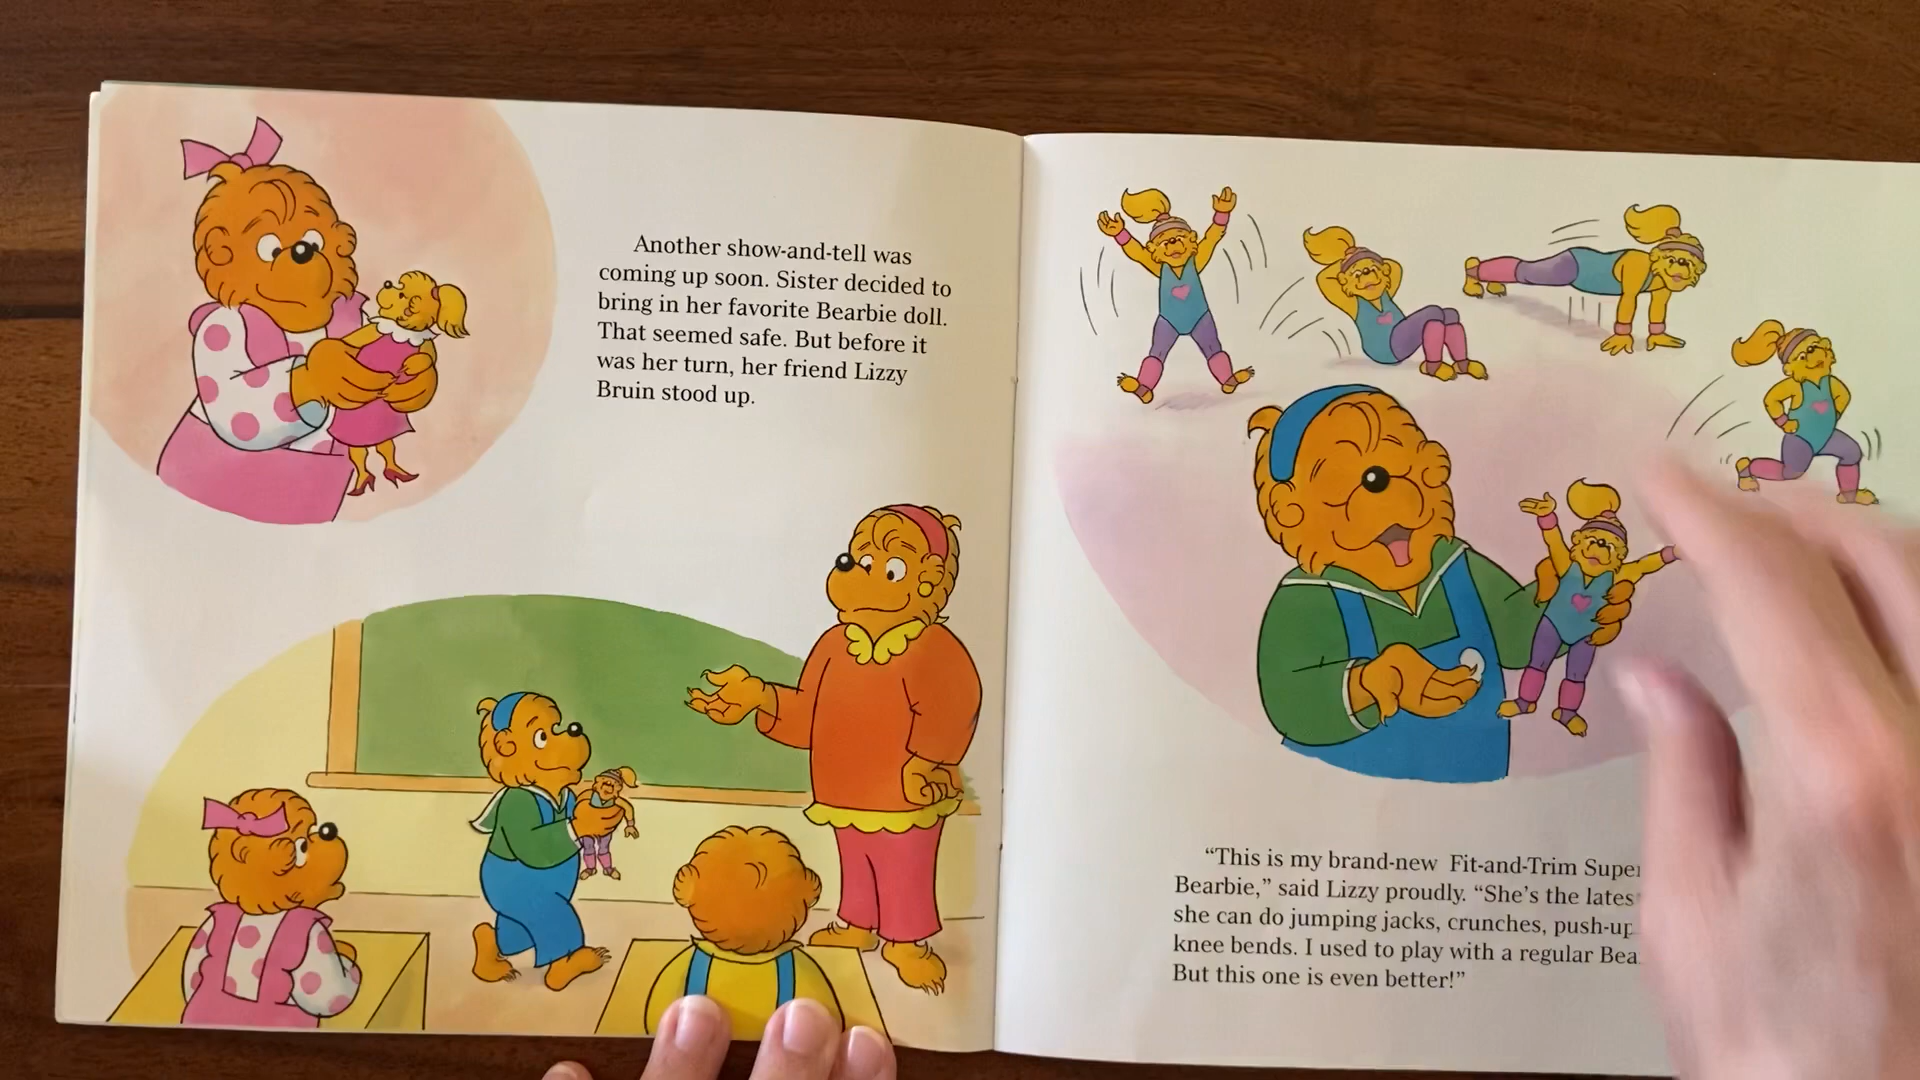 Another show-and-tell was
coming up soon. Sister decided to
bring in her favorite Bearbie doll.
That seemed safe. But before it
was her turn, her friend Lizzy
Bruin stood up.
“This is my brand-new Fit-and-Trim Super
Bearbie,” said Lizzy proudly. “She’s the
she can do jumping jacks, crunches,
knee bends. I used to play with a regular
But this one is even better!”